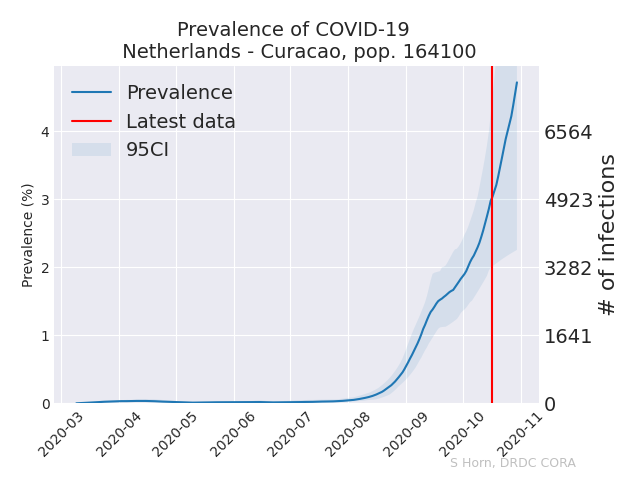 Prevalence of COVID-19
Netherlands - Curacao, pop. 164100
Prevalence
Latest data
95CI
Prevalence (%)
4
3
2
1
0
6564
4923
3282
1641
0
# of infections
2020-03
2020-04
2020-05
2020-06
2020-07
2020-08
2020-09
2020-10
2020-11
S Horn, DRDC CORA